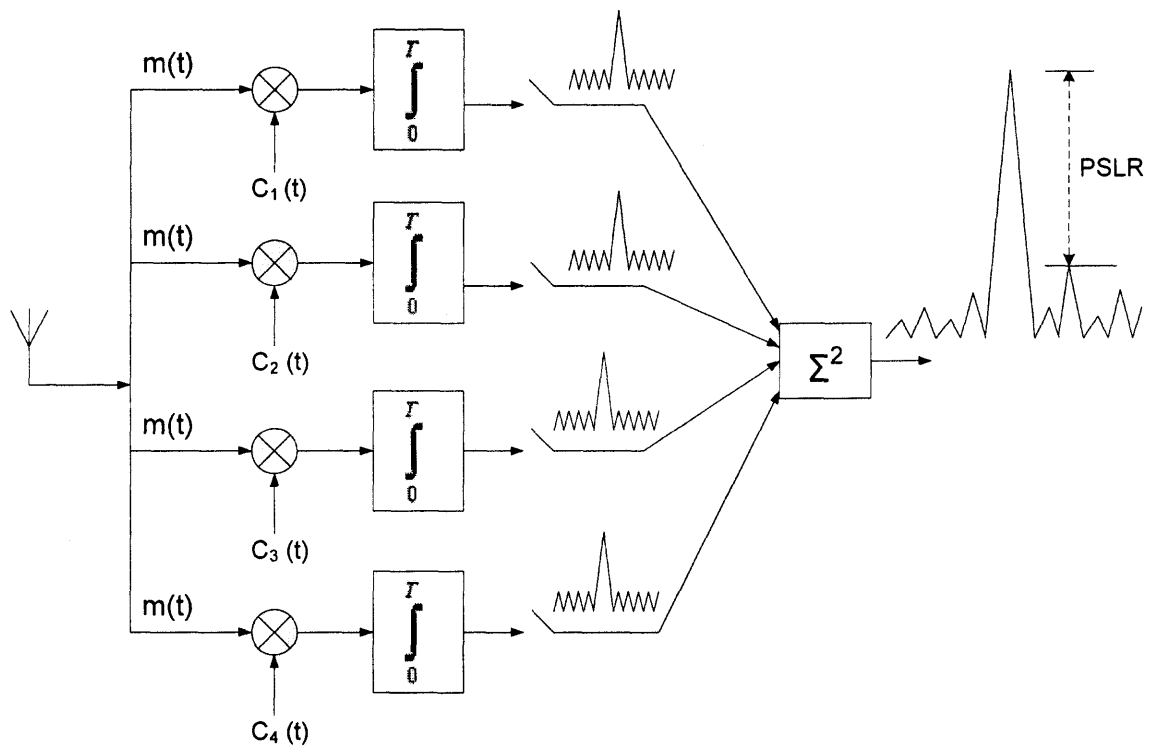 m(t)
C₁ (t)
T
∫
0
m(t)
C₂ (t)
T
∫
0
m(t)
C₃ (t)
T
∫
0
m(t)
C₄ (t)
T
∫
0
Σ²
PSLR